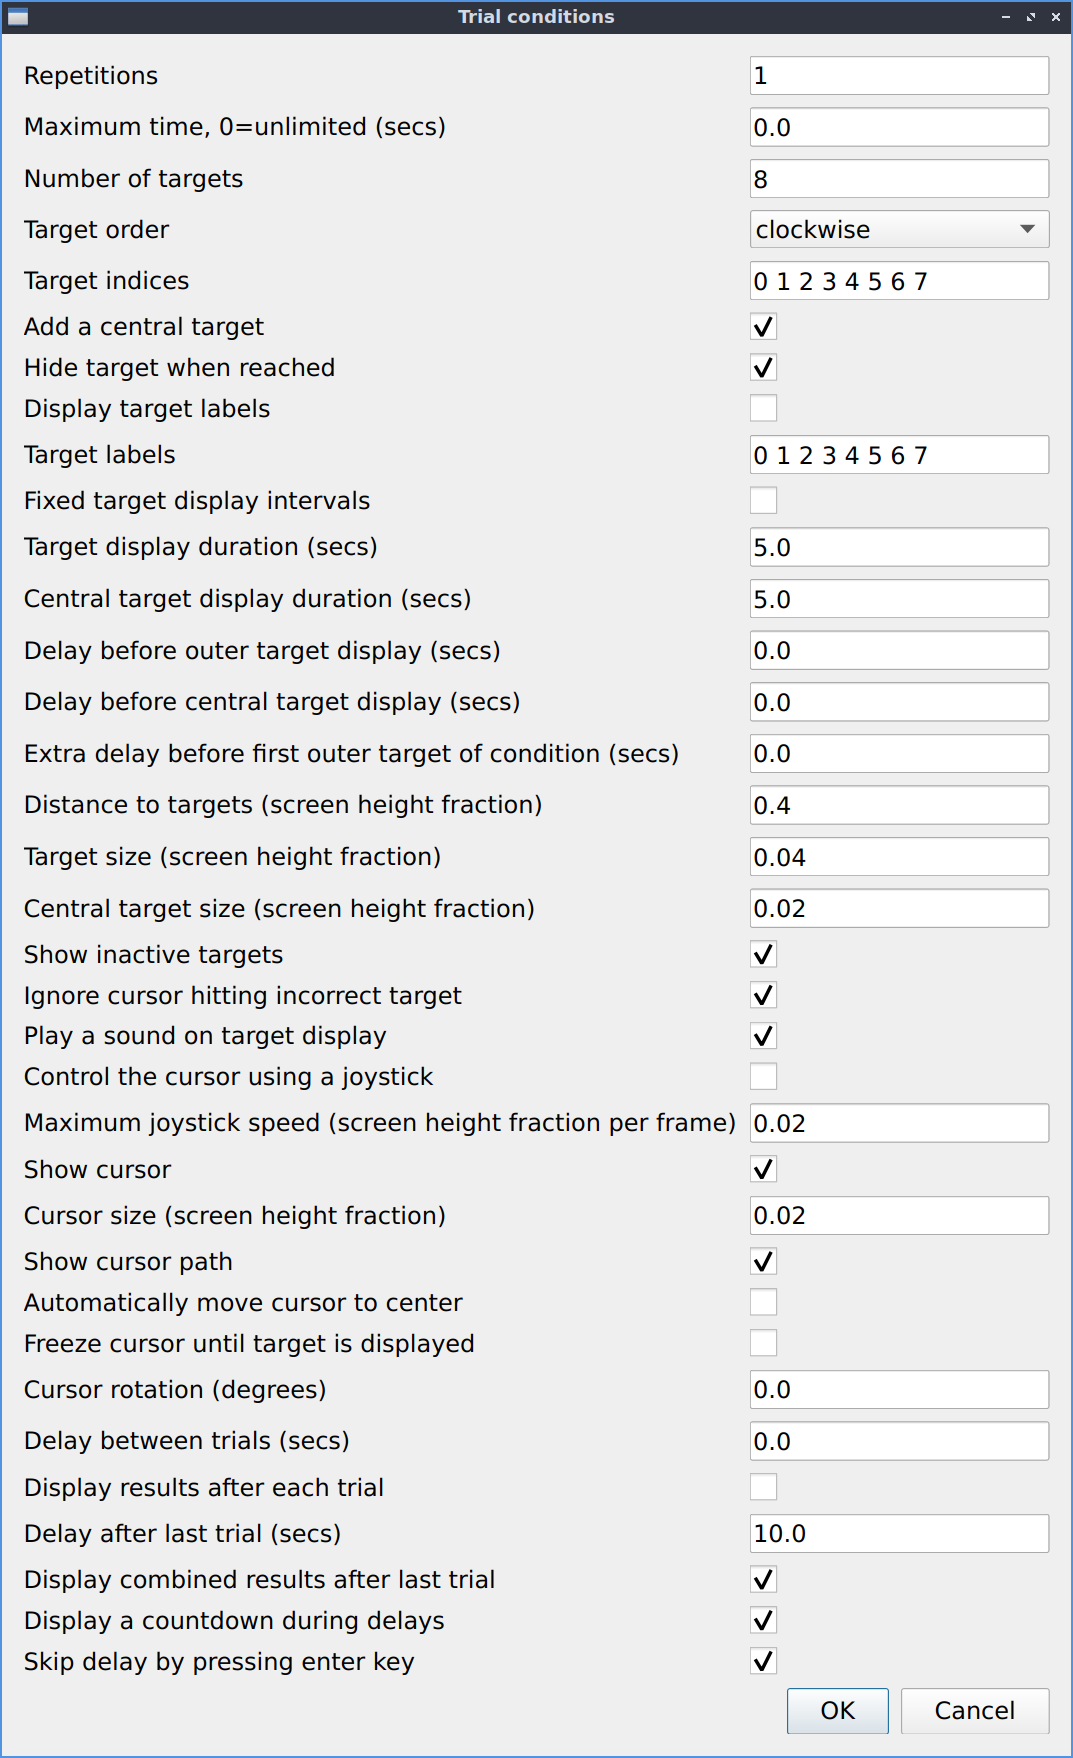 Trial conditions
Repetitions 1
Maximum time, 0=unlimited (secs) 0.0
Number of targets 8
Target order clockwise
Target indices 0 1 2 3 4 5 6 7
Add a central target
Hide target when reached
Display target labels
Target labels 0 1 2 3 4 5 6 7
Fixed target display intervals
Target display duration (secs) 5.0
Central target display duration (secs) 5.0
Delay before outer target display (secs) 0.0
Delay before central target display (secs) 0.0
Extra delay before first outer target of condition (secs) 0.0
Distance to targets (screen height fraction) 0.4
Target size (screen height fraction) 0.04
Central target size (screen height fraction) 0.02
Show inactive targets
Ignore cursor hitting incorrect target
Play a sound on target display
Control the cursor using a joystick
Maximum joystick speed (screen height fraction per frame) 0.02
Show cursor
Cursor size (screen height fraction) 0.02
Show cursor path
Automatically move cursor to center
Freeze cursor until target is displayed
Cursor rotation (degrees) 0.0
Delay between trials (secs) 0.0
Display results after each trial
Delay after last trial (secs) 10.0
Display combined results after last trial
Display a countdown during delays
Skip delay by pressing enter key
OK Cancel